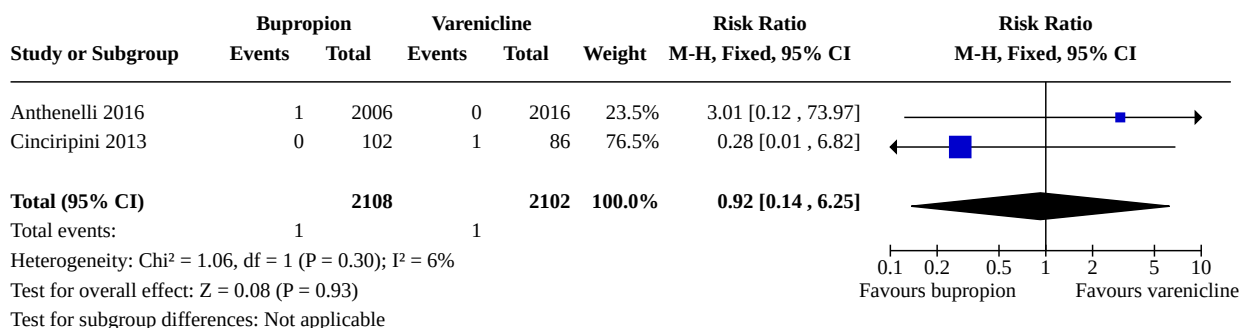 Bupropion Varenicline Risk Ratio Risk Ratio
Study or Subgroup Events Total Events Total Weight M-H, Fixed, 95% CI M-H, Fixed, 95% CI
Anthenelli 2016 1 2006 0 2016 23.5% 3.01 [0.12 , 73.97]
Cinciripini 2013 0 102 1 86 76.5% 0.28 [0.01 , 6.82]
Total (95% CI) 2108 2102 100.0% 0.92 [0.14 , 6.25]
Total events: 1 1
Heterogeneity: Chi² = 1.06, df = 1 (P = 0.30); I² = 6%
0.1 0.2 0.5 1 2 5 10
Test for overall effect: Z = 0.08 (P = 0.93)
Favours bupropion Favours varenicline
Test for subgroup differences: Not applicable